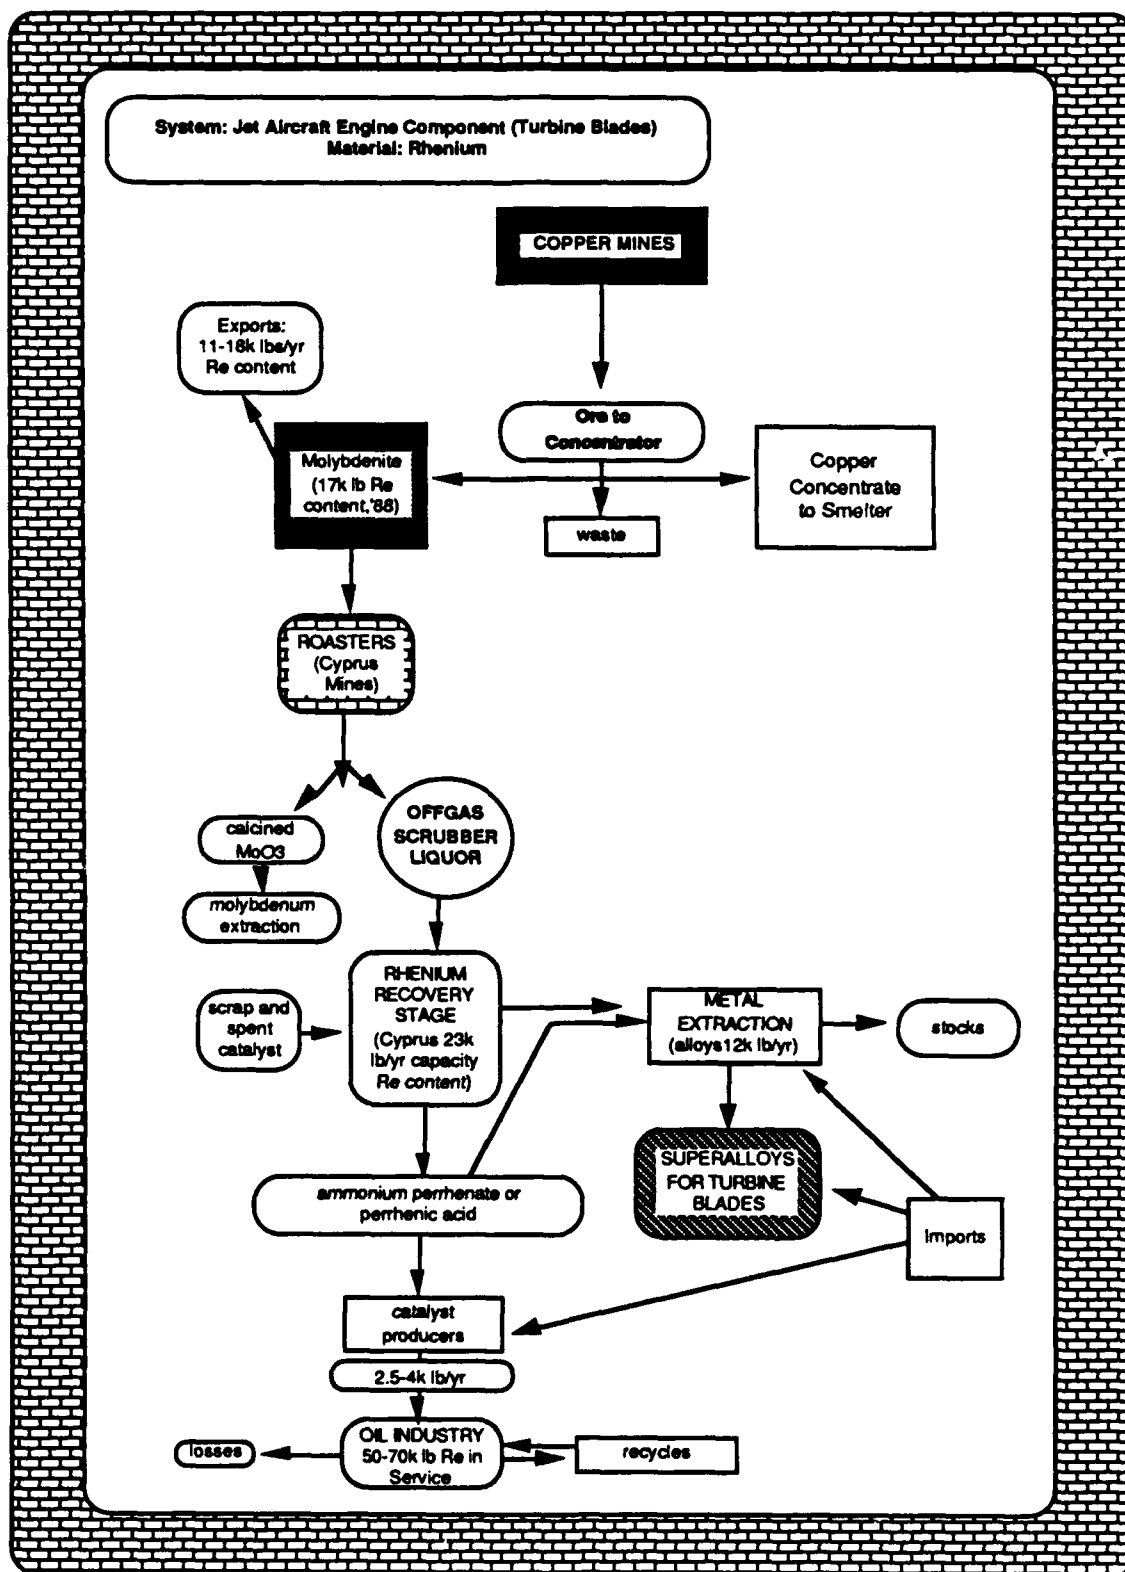 System: Jet Aircraft Engine Component (Turbine Blades)
Material: Rhenium
COPPER MINES
Exports:
11-18k lbs/yr
Re content
Ore to
Concentrator
Molybdenite
(17k lb Re
content,'88)
Copper
Concentrate
to Smelter
waste
ROASTERS
(Cyprus
Mines)
calcined
MoO3
OFFGAS
SCRUBBER
LIQUOR
molybdenum
extraction
scrap and
spent
catalyst
RHENIUM
RECOVERY
STAGE
(Cyprus 23k
lb/yr capacity
Re content)
METAL
EXTRACTION
(alloys12k lb/yr)
stocks
SUPERALLOYS
FOR TURBINE
BLADES
ammonium perrhenate or
perrhenic acid
Imports
catalyst
producers
2.5-4k lb/yr
OIL INDUSTRY
50-70k lb Re in
Service
losses
recycles